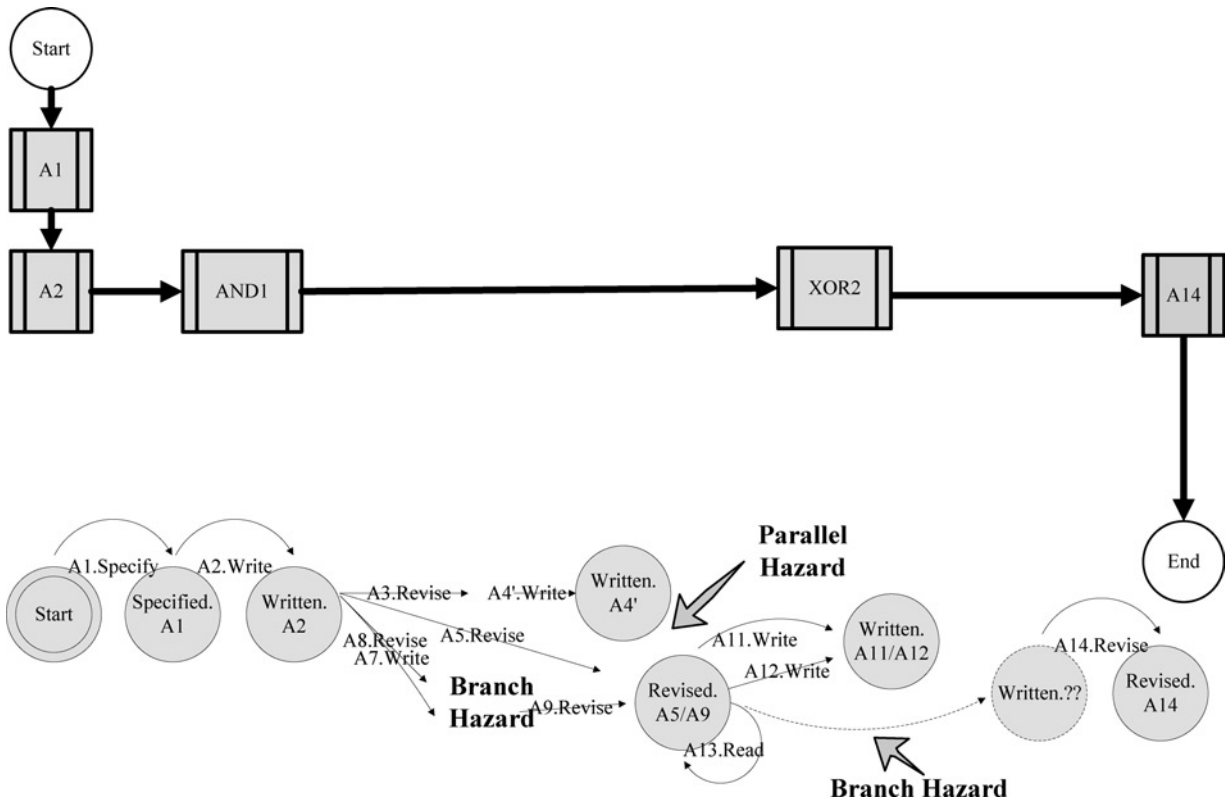 Start
A1
A2
AND1
XOR2
A14
End
Parallel
Hazard
A1.Specify
A2.Write
Start
Specified.
A1
Written.
A2
A3.Revise
A4'.Write
Written.
A4'
A8.Revise
A7.Write
A5.Revise
Branch
Hazard
A9.Revise
Revised.
A5/A9
A11.Write
A12.Write
Written.
A11/A12
A13.Read
Written.??
A14.Revise
Revised.
A14
Branch Hazard